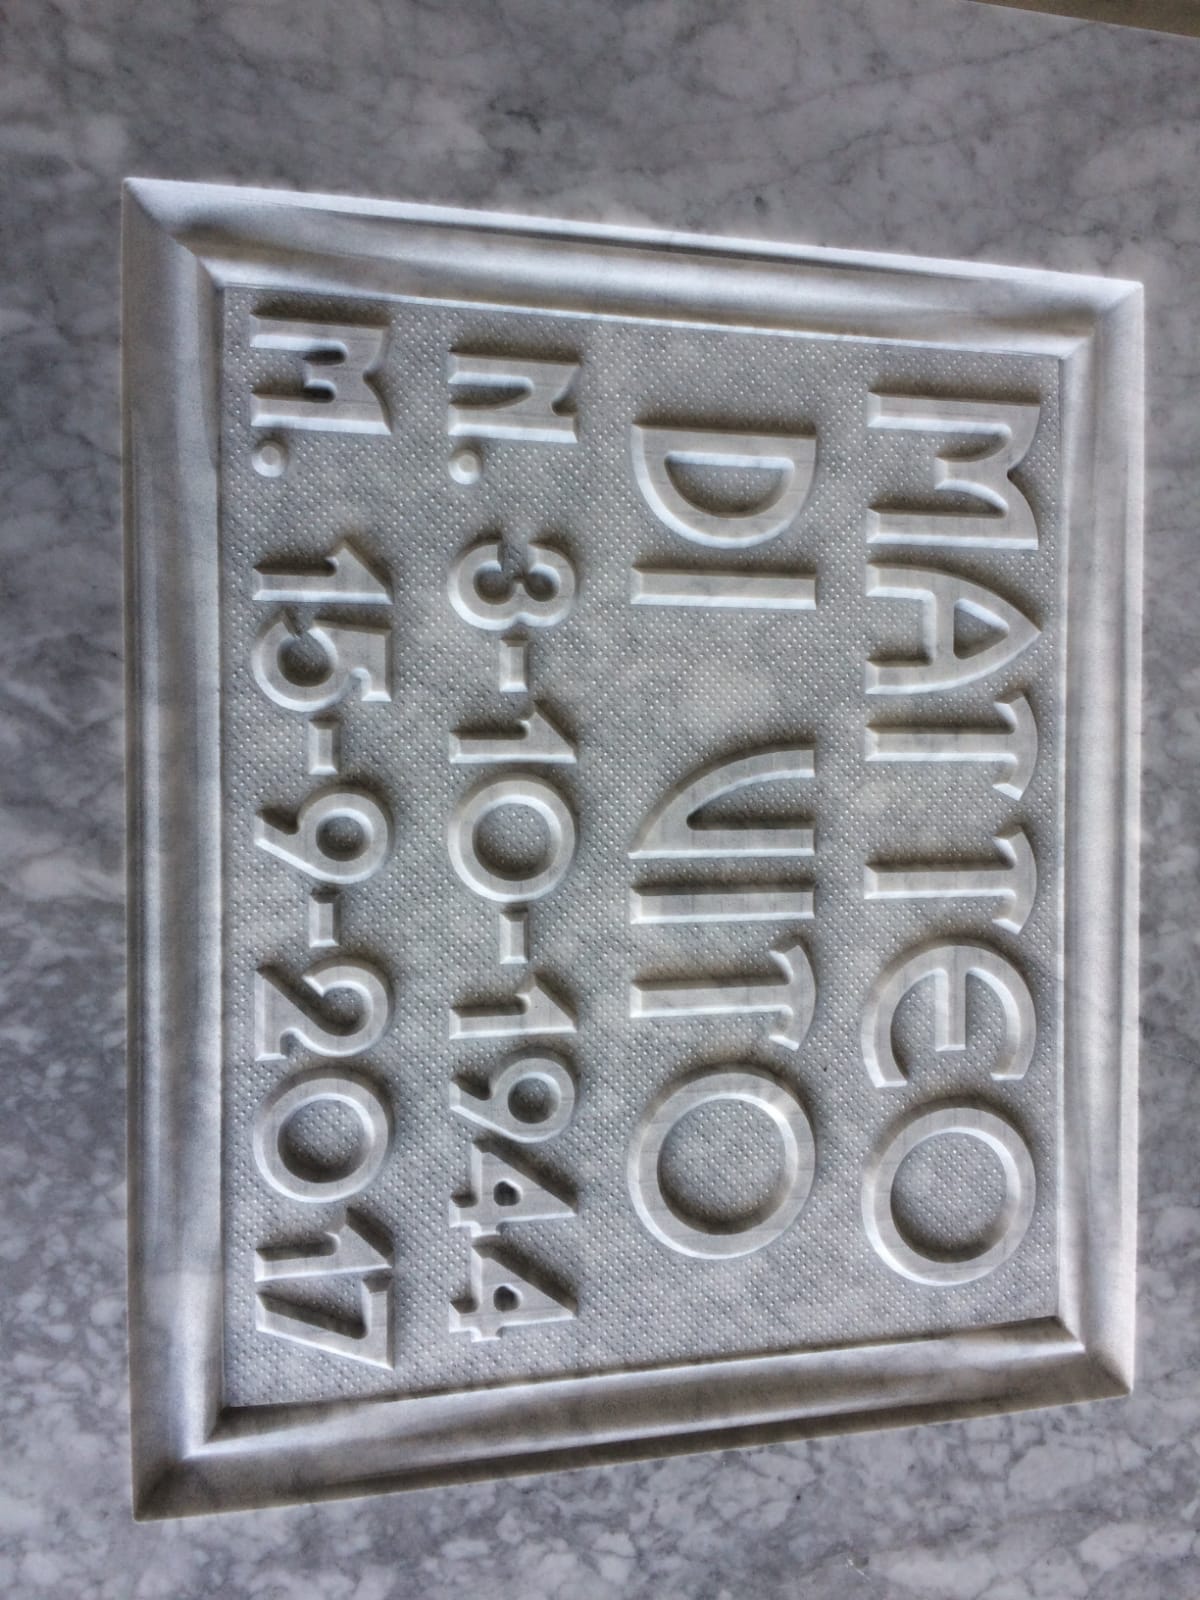 MATTEO
DI VITO
N. 3-10-1944
M. 15-9-2017